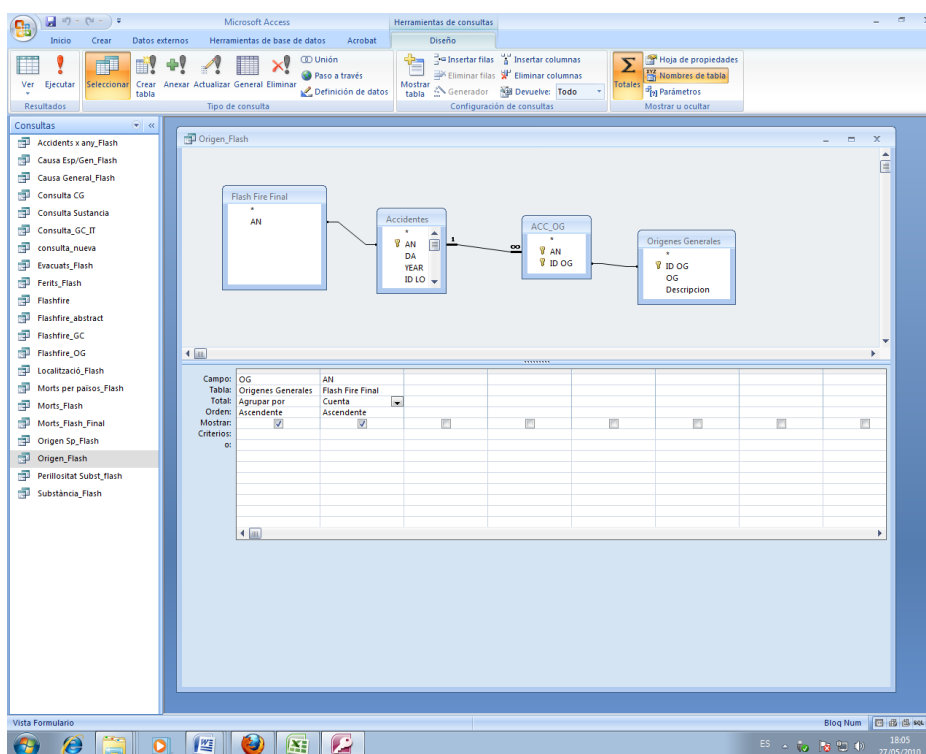 Microsoft Access
Herramientas de consultas
Inicio Crear Datos externos Herramientas de base de datos Acrobat Diseño
Ver
Ejecutar
Resultados
Seleccionar
Crear tabla
Anexar
Actualizar
General
Eliminar
Unión
Paso a través
Definición de datos
Tipo de consulta
Mostrar tabla
Insertar filas
Eliminar filas
Generador
Insertar columnas
Eliminar columnas
Devuelve: Todo
Configuración de consultas
Σ
Totales
Hoja de propiedades
XYZ Nombres de tabla
Parámetros
Mostrar u ocultar
Consultas
Accidents x any_Flash
Causa Esp/Gen_Flash
Causa General_Flash
Consulta CG
Consulta Sustancia
Consulta_GC_IT
consulta_nueva
Evacuats_Flash
Ferits_Flash
Flashfire
Flashfire_abstract
Flashfire_GC
Flashfire_OG
Localització_Flash
Morts per països_Flash
Morts_Flash
Morts_Flash_Final
Origen Sp_Flash
Origen_Flash
Perillositat Subst_flash
Substància_Flash
Origen_Flash
Flash Fire Final
*
AN
Accidentes
*
AN
DA
YEAR
ID LO
1
∞
ACC_OG
*
AN
ID OG
Origenes Generales
*
ID OG
OG
Descripcion
Campo: OG AN
Tabla: Origenes Generales Flash Fire Final
Total: Agrupar por Cuenta
Orden: Ascendente Ascendente
Mostrar:
Criterios:
o:
Vista Formulario
Bloq Num
SQL
ES
18:05
27/05/2010